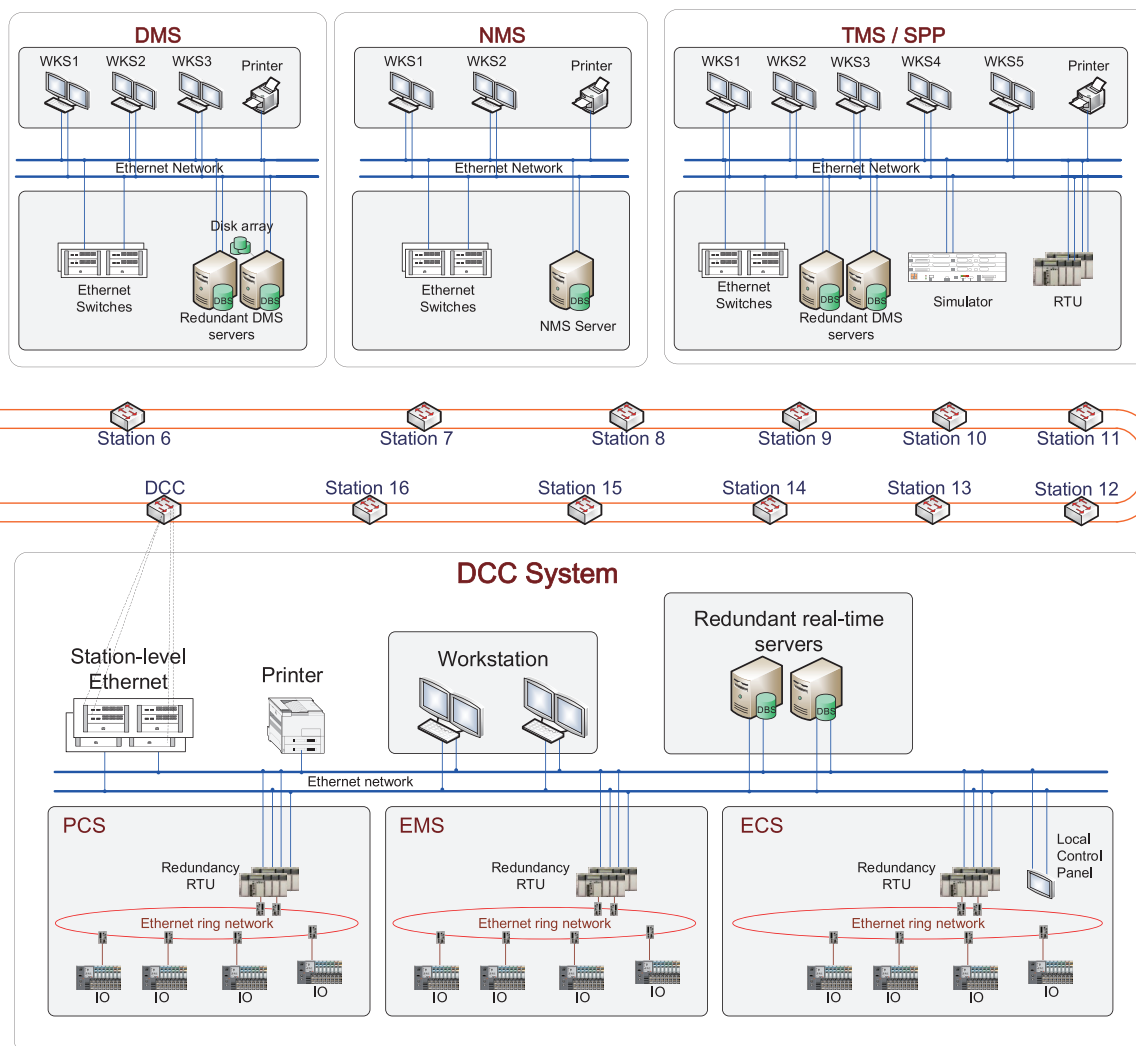 DMS
WKS1 WKS2 WKS3 Printer
Ethernet Network
Disk array
DBS DBS
Ethernet
Switches
Redundant DMS
servers
NMS
WKS1 WKS2 Printer
Ethernet Network
DBS
Ethernet
Switches
NMS Server
TMS / SPP
WKS1 WKS2 WKS3 WKS4 WKS5 Printer
Ethernet Network
DBS DBS
Ethernet
Switches
Redundant DMS
servers
Simulator
RTU
Station 6 Station 7 Station 8 Station 9 Station 10 Station 11
DCC Station 16 Station 15 Station 14 Station 13 Station 12
DCC System
Station-level
Ethernet
Printer
Workstation
Redundant real-time
servers
DBS DBS
Ethernet network
PCS
Redundancy
RTU
Ethernet ring network
IO IO IO IO
EMS
Redundancy
RTU
Ethernet ring network
IO IO IO IO
ECS
Redundancy
RTU
Local
Control
Panel
Ethernet ring network
IO IO IO IO